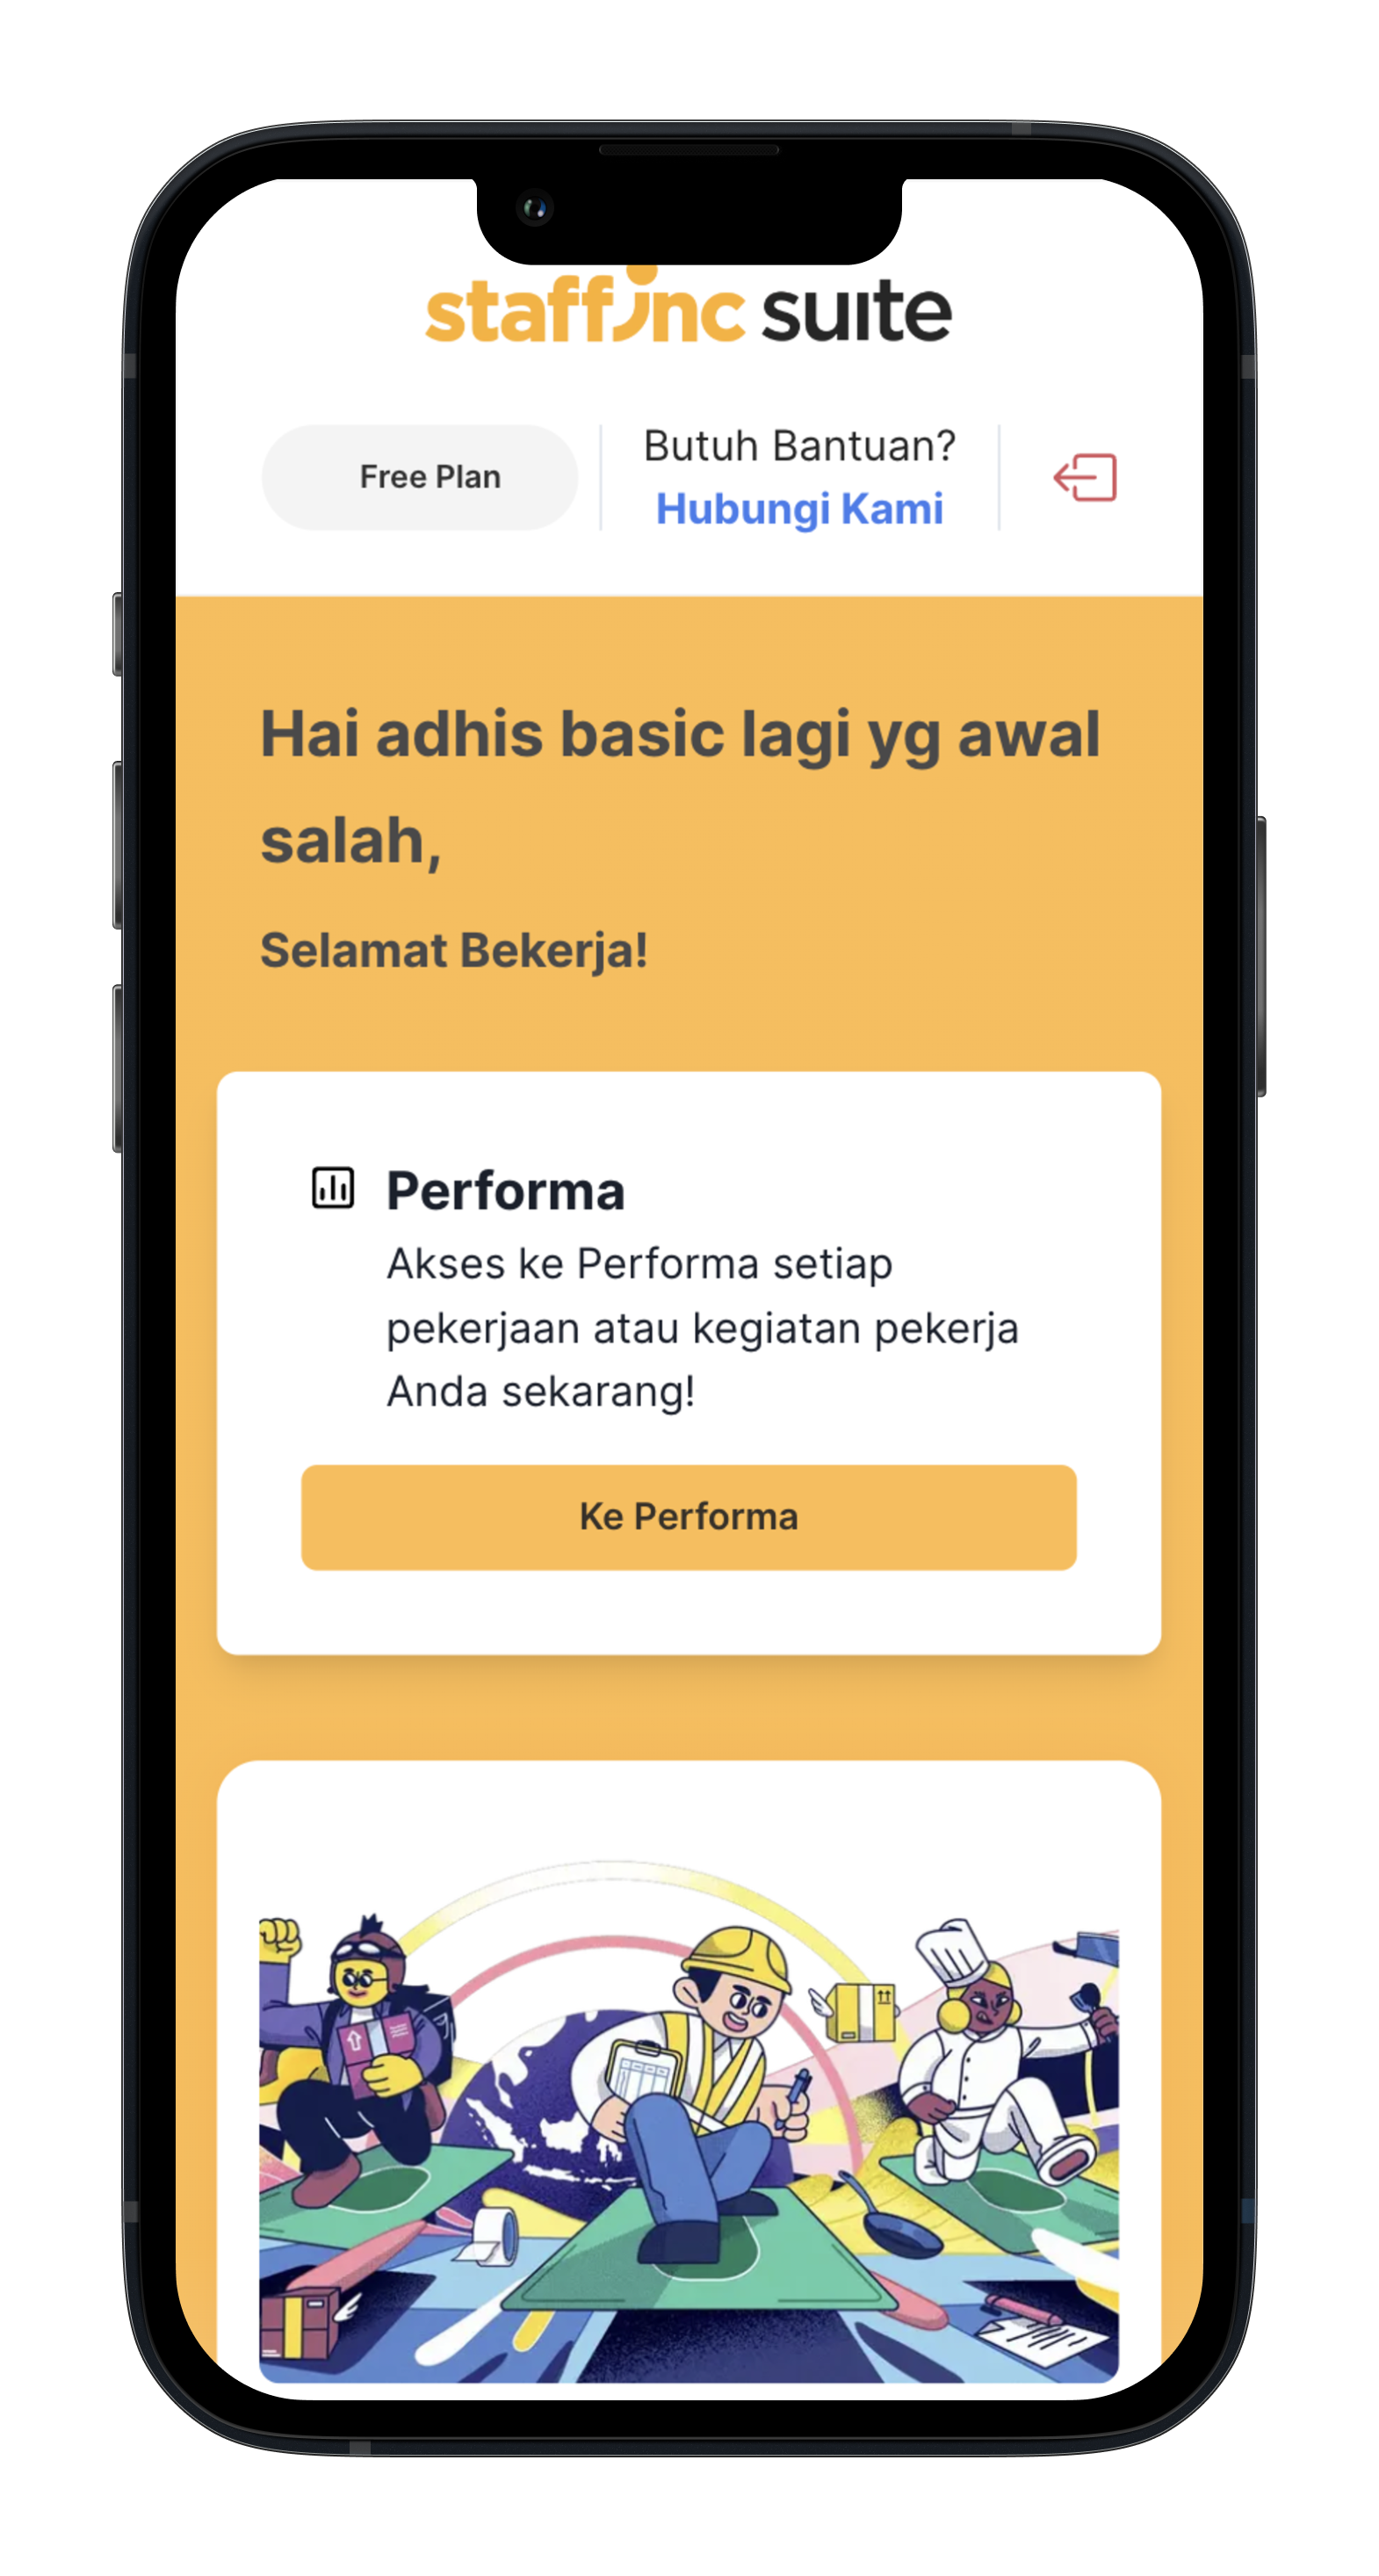 staffinc suite
Free Plan
Butuh Bantuan?
Hubungi Kami
Hai adhis basic lagi yg awal
salah,
Selamat Bekerja!
Performa
Akses ke Performa setiap
pekerjaan atau kegiatan pekerja
Anda sekarang!
Ke Performa